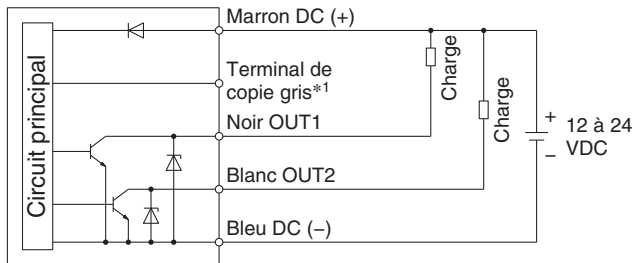 Marron DC (+)
Circuit principal
Terminal de
copie gris*1
Charge
Charge
Noir OUT1
+
12 à 24
VDC
−
Blanc OUT2
Bleu DC (−)